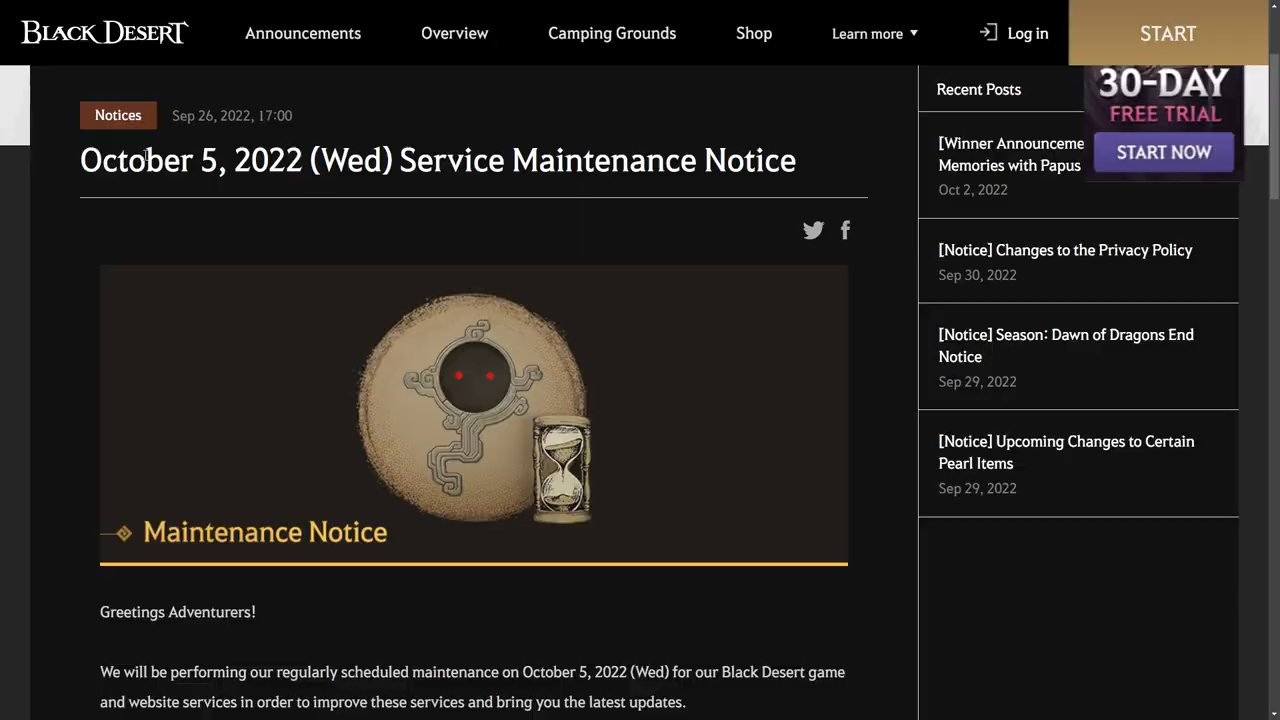 BLACK DESERT
Announcements
Overview
Camping Grounds
Shop
Learn more
Log in
START
Notices
Sep 26, 2022, 17:00
October 5, 2022 (Wed) Service Maintenance Notice
Maintenance Notice
Greetings Adventurers!
We will be performing our regularly scheduled maintenance on October 5, 2022 (Wed) for our Black Desert game
and website services in order to improve these services and bring you the latest updates.
Recent Posts
[Winner Announceme
Memories with Papus
Oct 2, 2022
[Notice] Changes to the Privacy Policy
Sep 30, 2022
[Notice] Season: Dawn of Dragons End
Notice
Sep 29, 2022
[Notice] Upcoming Changes to Certain
Pearl Items
Sep 29, 2022
30-DAY
FREE TRIAL
START NOW